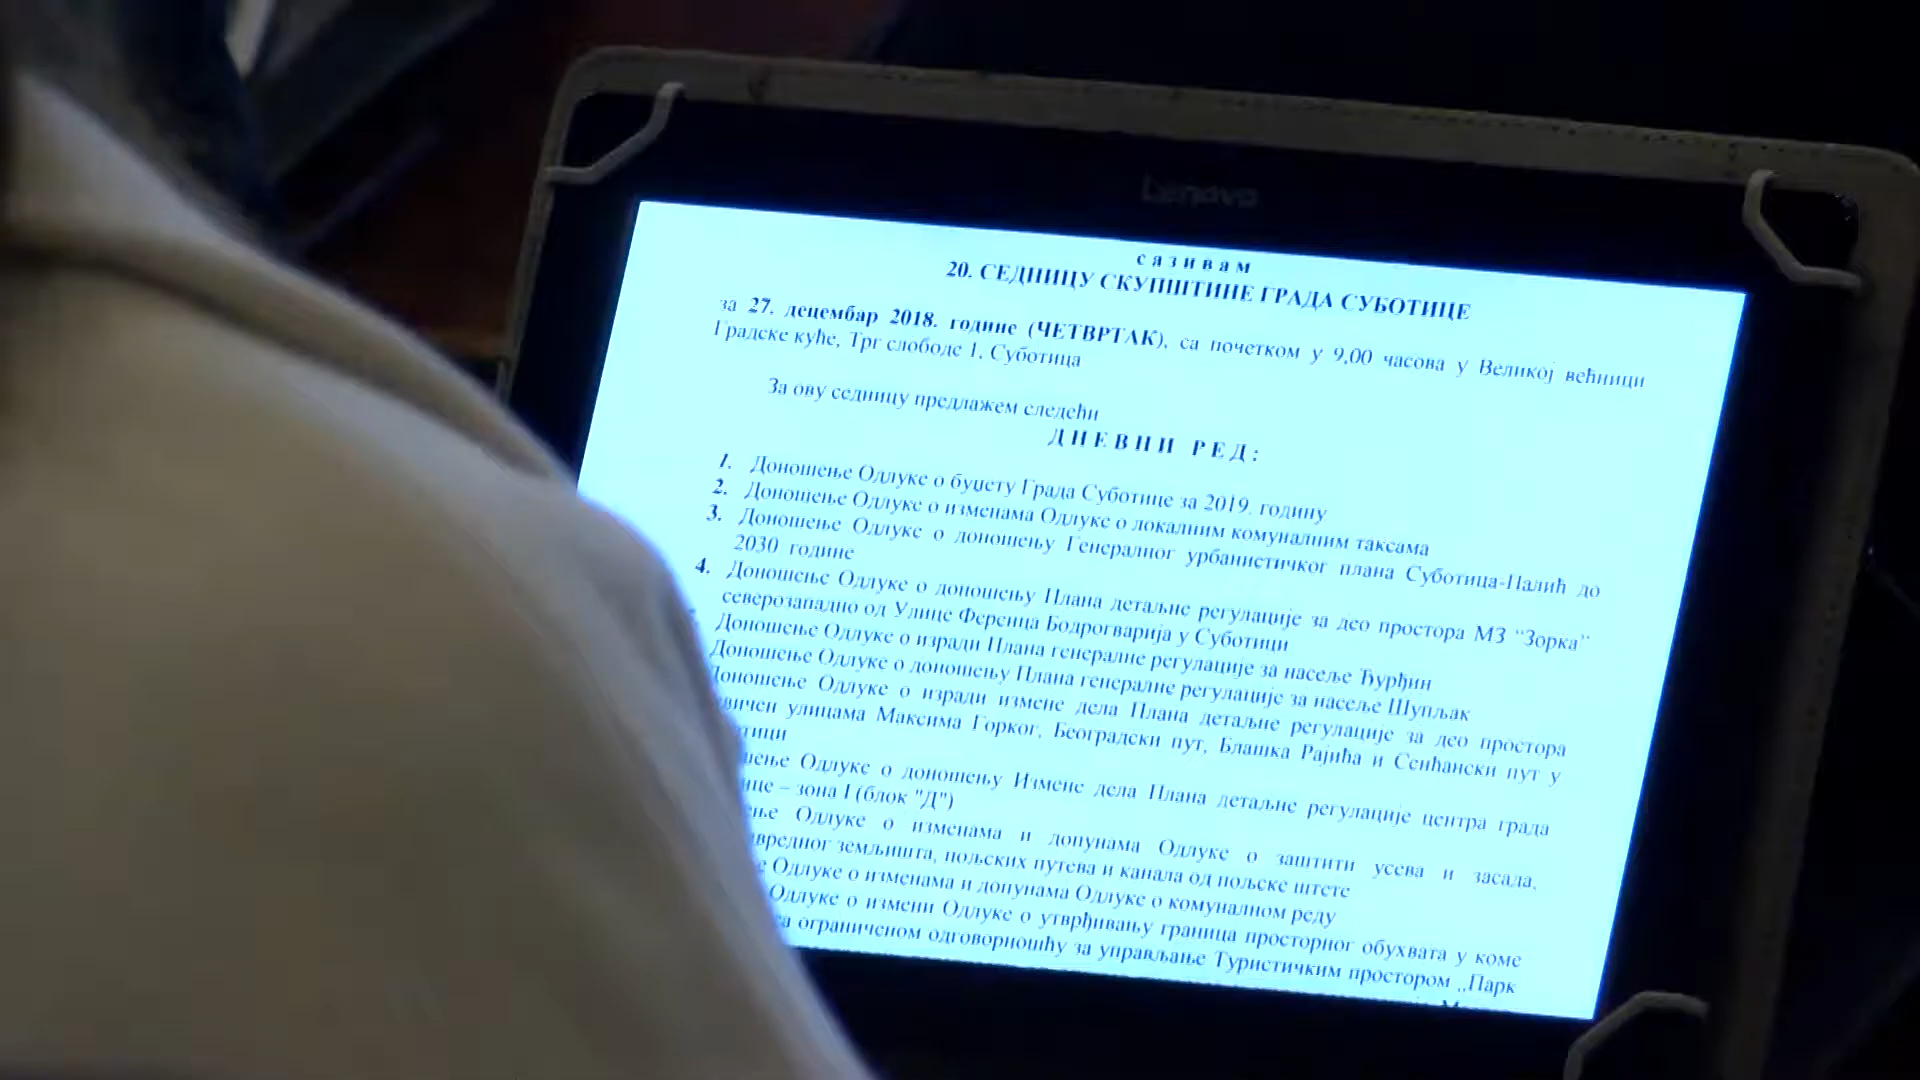 Lenovo
сазивам
20. СЕДНИЦУ СКУПШТИНЕ ГРАДА СУБОТИЦЕ
за 27. децембар 2018. године (ЧЕТВРТАК), са почетком у 9,00 часова у Великој већници
Градске куће, Трг слободе 1, Суботица
За ову седницу предлажем следећи
ДНЕВНИ РЕД:
1. Доношење Одлуке о буџету Града Суботице за 2019. годину
2. Доношење Одлуке о изменама Одлуке о локалним комуналним таксама
3. Доношење Одлуке о доношењу Генералног урбанистичког плана Суботица-Палић до
2030 године
4. Доношење Одлуке о доношењу Плана детаљне регулације за део простора МЗ "Зорка"
северозападно од Улице Ференца Бодрогварија у Суботици
Доношење Одлуке о изради Плана генералне регулације за насеље Ђурђин
Доношење Одлуке о доношењу Плана генералне регулације за насеље Шупљак
Доношење Одлуке о изради измене дела Плана детаљне регулације за део простора
улицама Максима Горког, Београдски пут, Блашка Рајића и Сенћански пут у
Одлуке о доношењу Измене дела Плана детаљне регулације центра града
– зона I (блок "Д")
Одлуке о изменама и допунама Одлуке о заштити усева и засада,
земљишта, пољских путева и канала од пољске штете
Одлуке о изменама и допунама Одлуке о комуналном реду
Одлуке о измени Одлуке о утврђивању граница просторног обухвата у коме
са ограниченом одговорношћу за управљање Туристичким простором „Парк